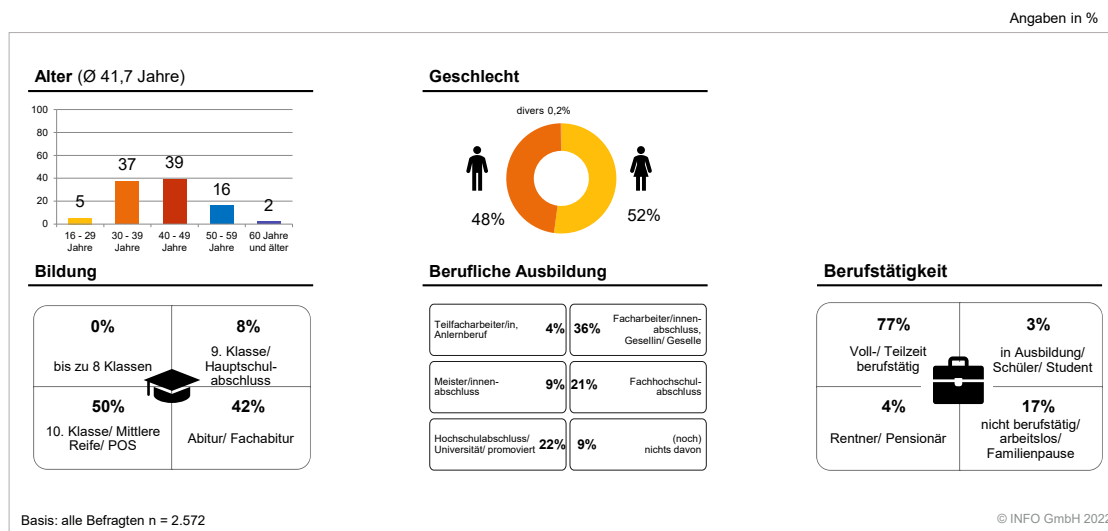 Angaben in %
Alter (Ø 41,7 Jahre)
100
80
60
40
20
0
5
37
39
16
2
16 - 29
Jahre
30 - 39
Jahre
40 - 49
Jahre
50 - 59
Jahre
60 Jahre
und älter
Geschlecht
divers 0,2%
48%
52%
Bildung
0%
bis zu 8 Klassen
8%
9. Klasse/
Hauptschul-
abschluss
50%
10. Klasse/ Mittlere
Reife/ POS
42%
Abitur/ Fachabitur
Berufliche Ausbildung
Teilfacharbeiter/in,
Anlernberuf
4%
36%
Facharbeiter/innen-
abschluss,
Gesellin/ Geselle
Meister/innen-
abschluss
9%
21%
Fachhochschul-
abschluss
Hochschulabschluss/
Universität/ promoviert
22%
9%
(noch)
nichts davon
Berufstätigkeit
77%
Voll-/ Teilzeit
berufstätig
3%
in Ausbildung/
Schüler/ Student
4%
Rentner/ Pensionär
17%
nicht berufstätig/
arbeitslos/
Familienpause
Basis: alle Befragten n = 2.572
© INFO GmbH 2022